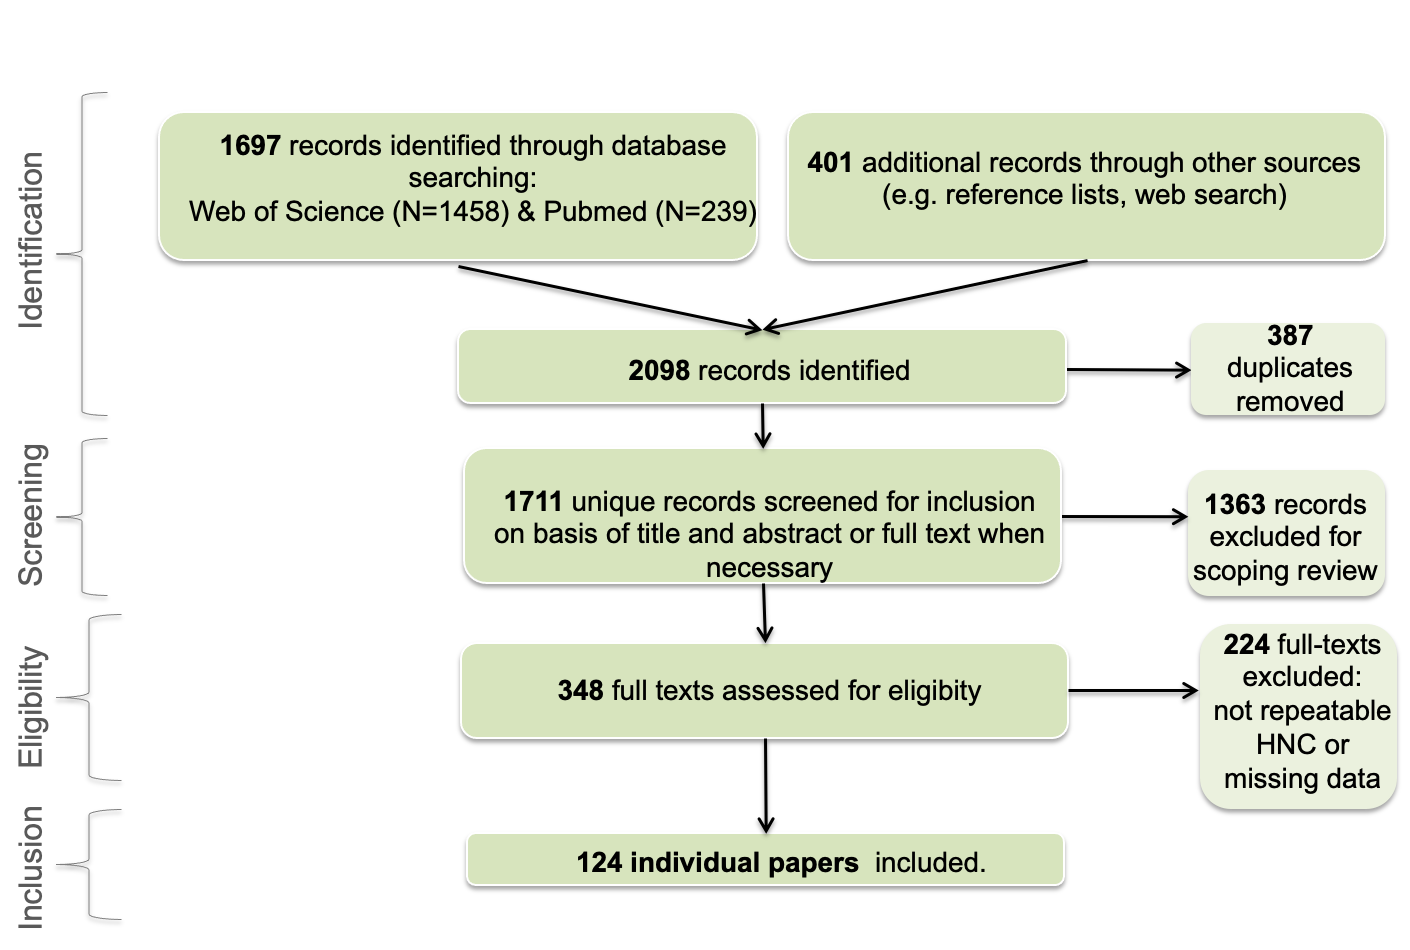 Identification
1697 records identified through database
searching:
Web of Science (N=1458) & Pubmed (N=239)
401 additional records through other sources
(e.g. reference lists, web search)
2098 records identified
387
duplicates
removed
Screening
1711 unique records screened for inclusion
on basis of title and abstract or full text when
necessary
1363 records
excluded for
scoping review
Eligibility
348 full texts assessed for eligibity
224 full-texts
excluded:
not repeatable
HNC or
missing data
Inclusion
124 individual papers included.